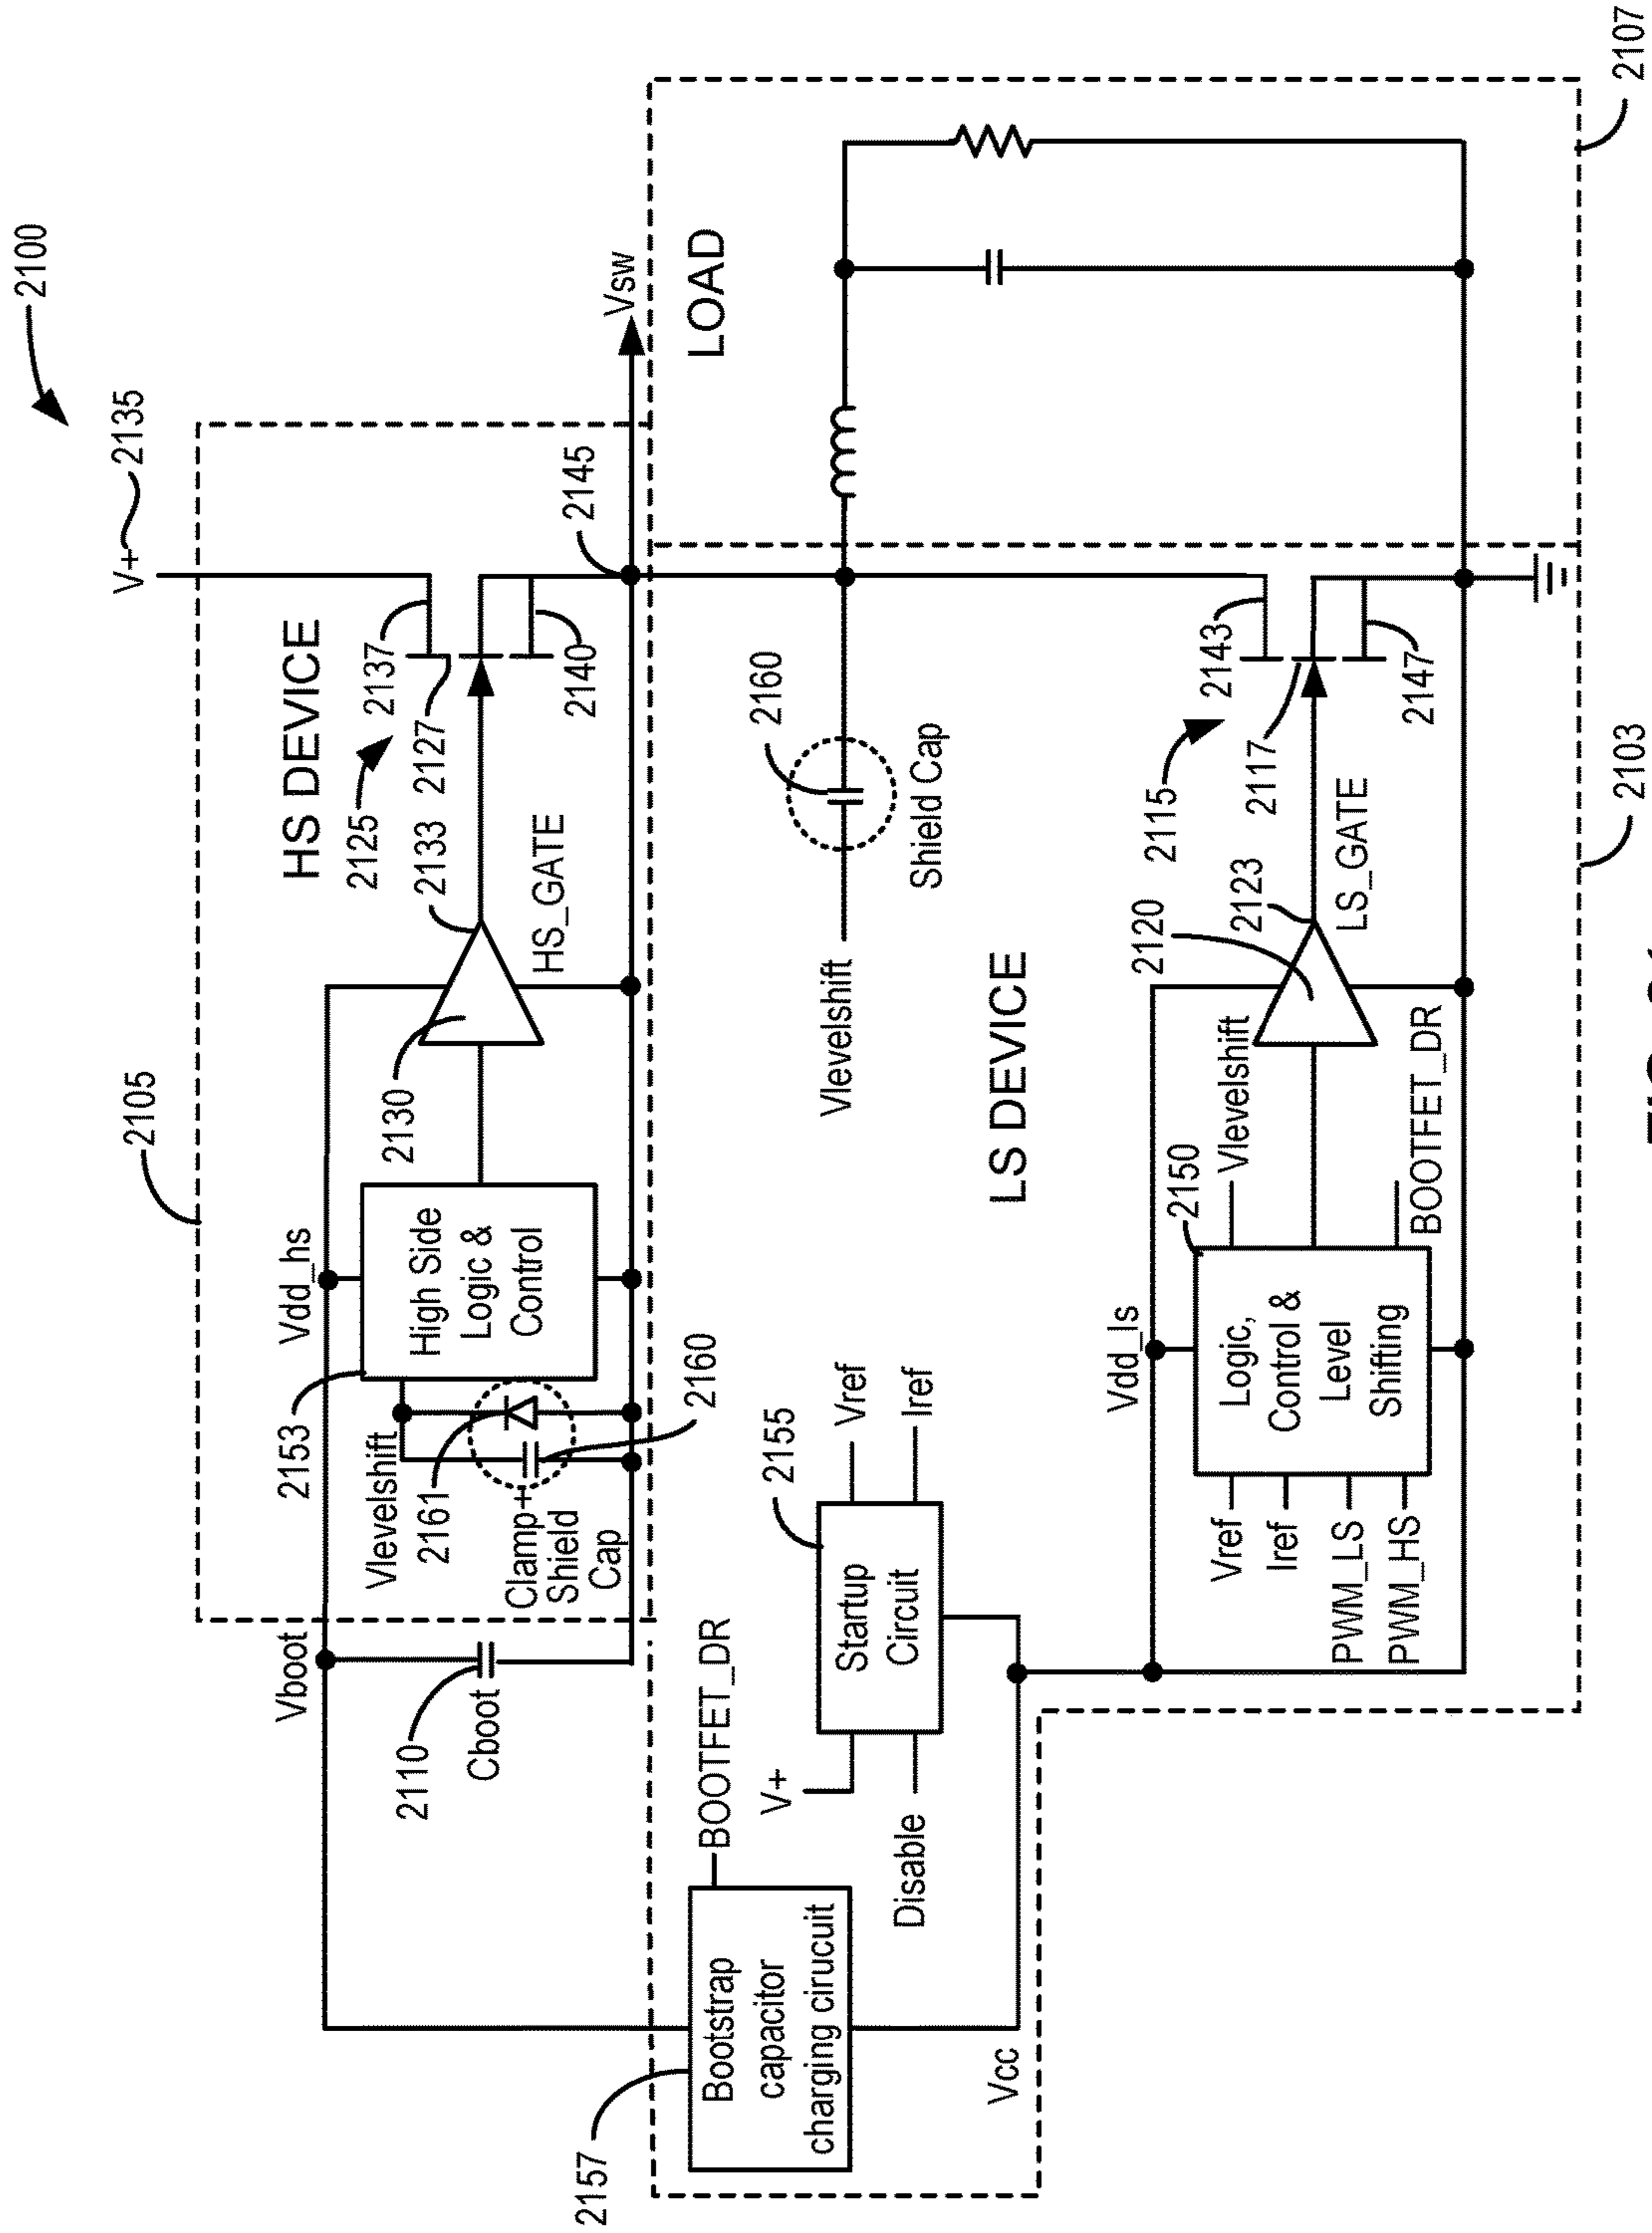 2100
V+
2135
2105
HS DEVICE
2137
2125
2127
2133
2130
HS_GATE
2140
2145
Vsw
Vdd_hs
High Side
Logic &
Control
2153
Vlevelshift
2161
Clamp+
Shield
Cap
2160
Vboot
2110
Cboot
LOAD
2107
2160
Shield Cap
Vlevelshift
LS DEVICE
2143
2115
2117
2147
2123
2120
LS_GATE
2103
BOOTFET_DR
2157
Bootstrap
capacitor
charging cirucuit
Vcc
V+
Disable
Startup
Circuit
2155
Vref
Iref
Vdd_ls
2150
Vlevelshift
BOOTFET_DR
Logic,
Control &
Level
Shifting
Vref
Iref
PWM_LS
PWM_HS